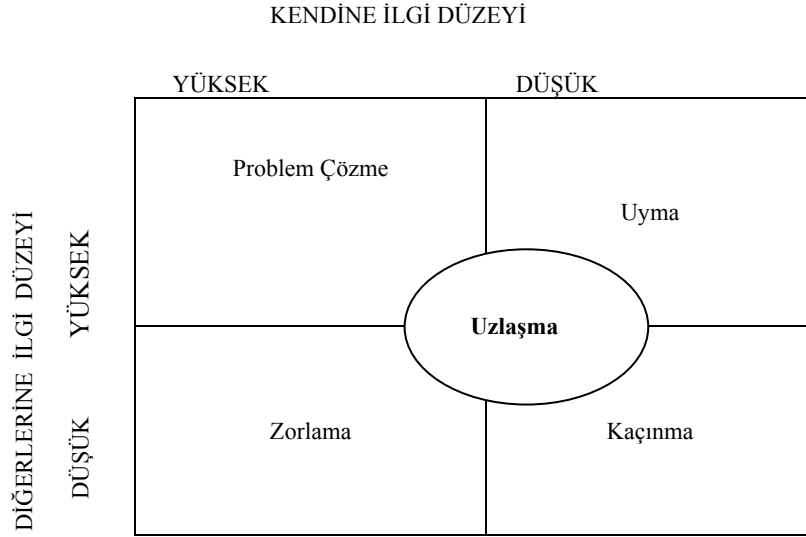 KENDİNE İLGİ DÜZEYİ
YÜKSEK
DÜŞÜK
Problem Çözme
Uyma
DİĞERLERİNE İLGİ DÜZEYİ
YÜKSEK
Uzlaşma
DÜŞÜK
Zorlama
Kaçınma